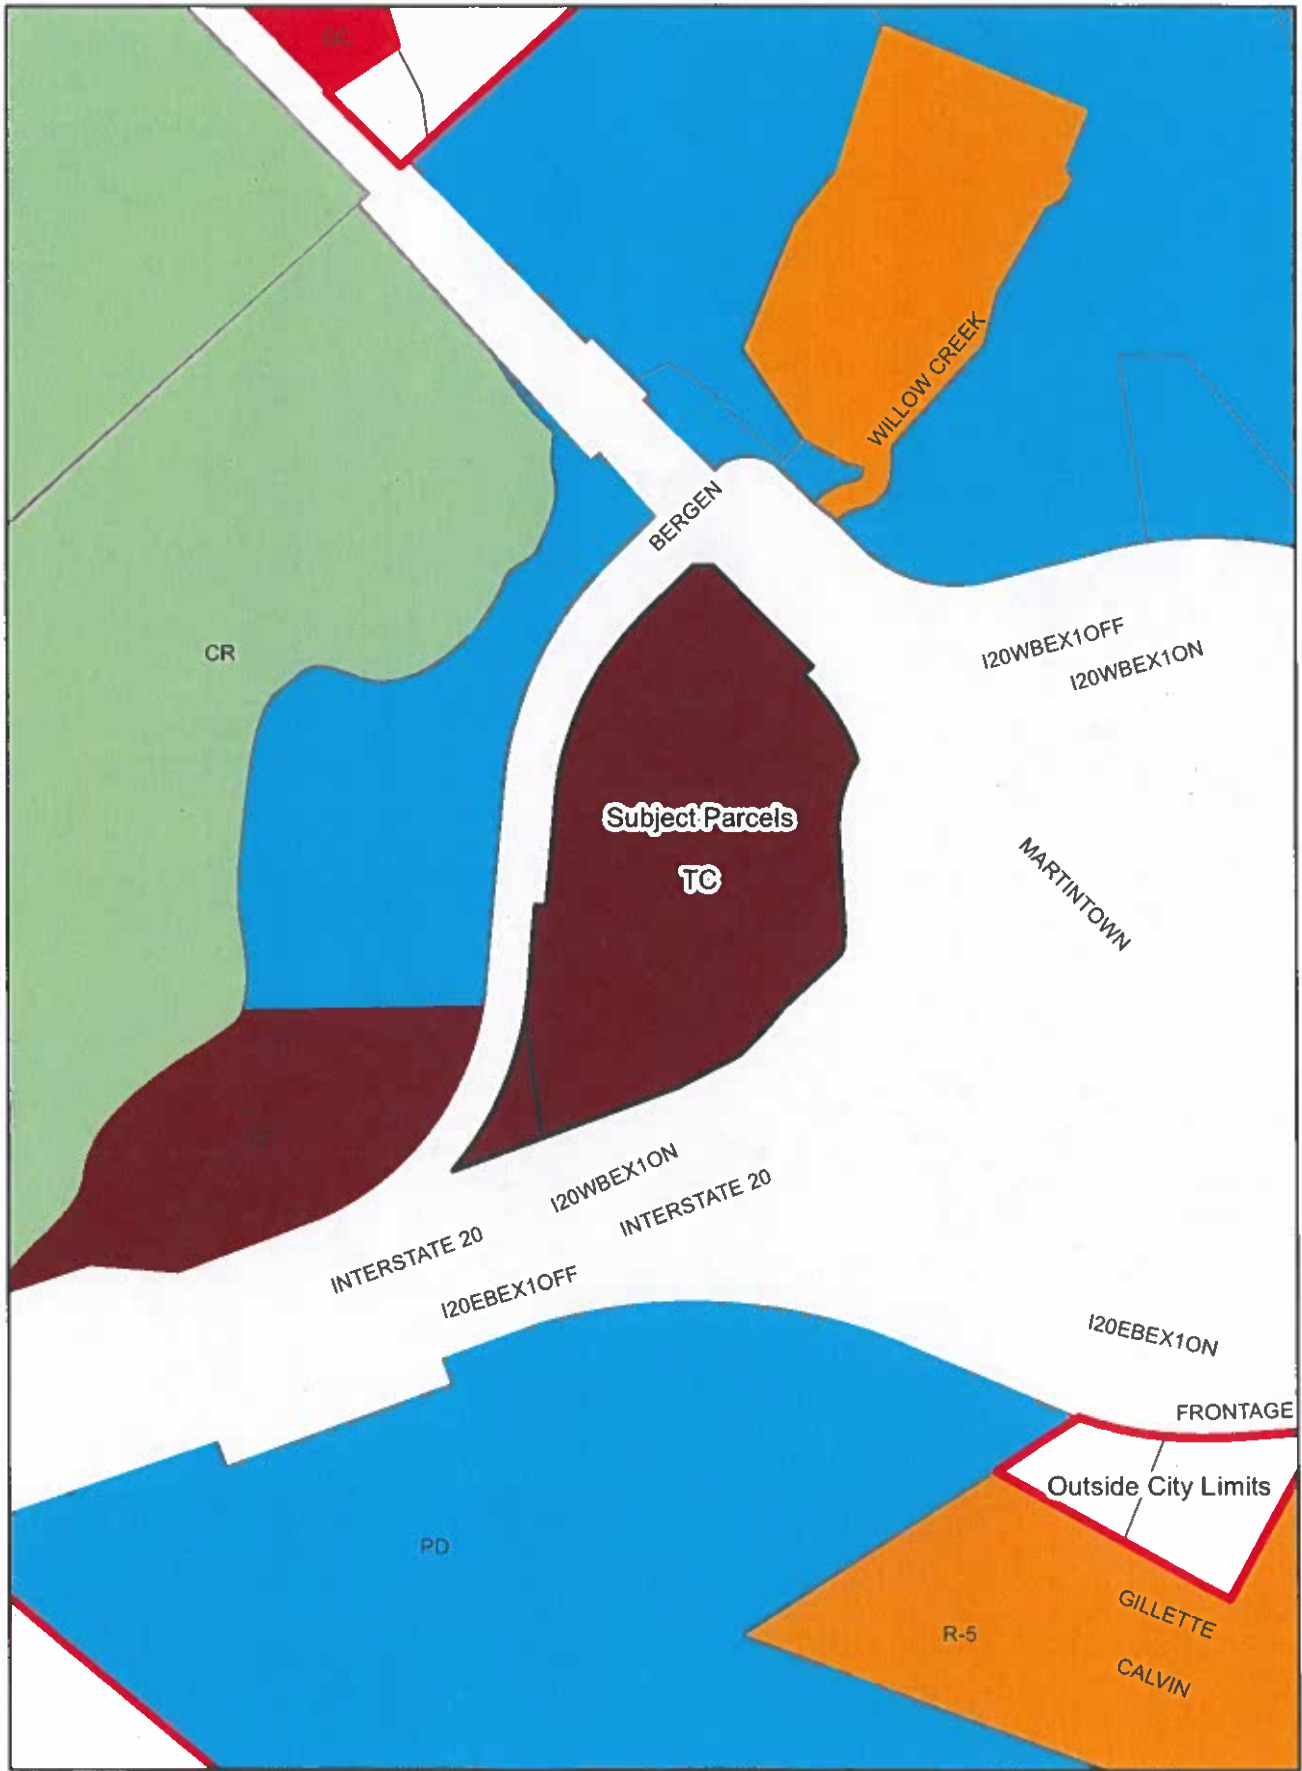 GC
WILLOW CREEK
BERGEN
I20WBEX1OFF
CR
I20WBEX1ON
Subject Parcels
TC
MARTINTOWN
I20WBEX1ON
INTERSTATE 20
INTERSTATE 20
I20EBEX1OFF
I20EBEX1ON
FRONTAGE
Outside City Limits
PD
GILLETTE
R-5
CALVIN